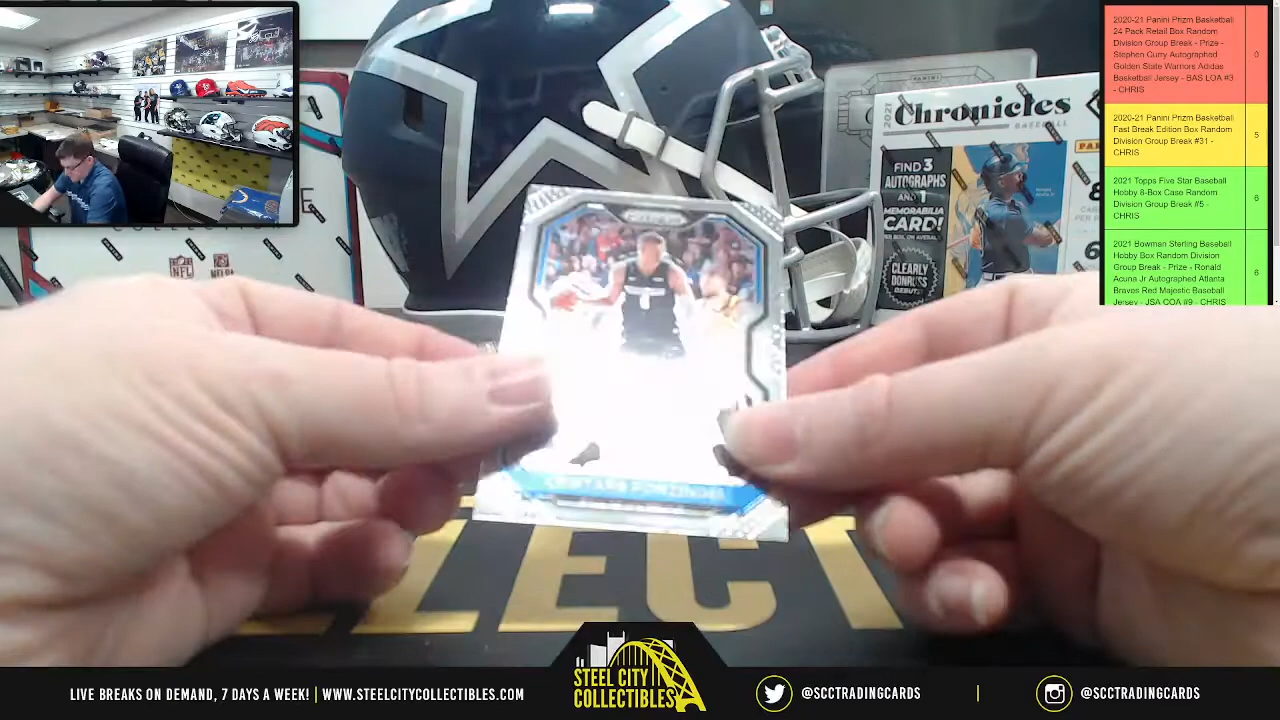 2020-21 Panini Prizm Basketball
24 Pack Retail Box Random
Division Group Break - Prize -
Stephen Curry Autographed
Golden State Warriors Adidas
Basketball Jersey - BAS LOA #3
- CHRIS
0
2020-21 Panini Prizm Basketball
Fast Break Edition Box Random
Division Group Break #31 -
CHRIS
5
2021 Topps Five Star Baseball
Hobby 8-Box Case Random
Division Group Break #5 -
CHRIS
6
2021 Bowman Sterling Baseball
Hobby Box Random Division
Group Break - Prize - Ronald
Acuna Jr Autographed Atlanta
Braves Red Majestic Baseball
Jersey - JSA COA #9 - CHRIS
6
PANINI
2021
Chronicles
BASEBALL
FIND 3
AUTOGRAPHS
AND 1
MEMORABILIA
CARD!
CLEARLY
DONRUSS
DEBUT!
NFL
PRIZM
LECT
STEEL CITY
COLLECTIBLES
LIVE BREAKS ON DEMAND, 7 DAYS A WEEK! | WWW.STEELCITYCOLLECTIBLES.COM
@SCCTRADINGCARDS | @SCCTRADINGCARDS